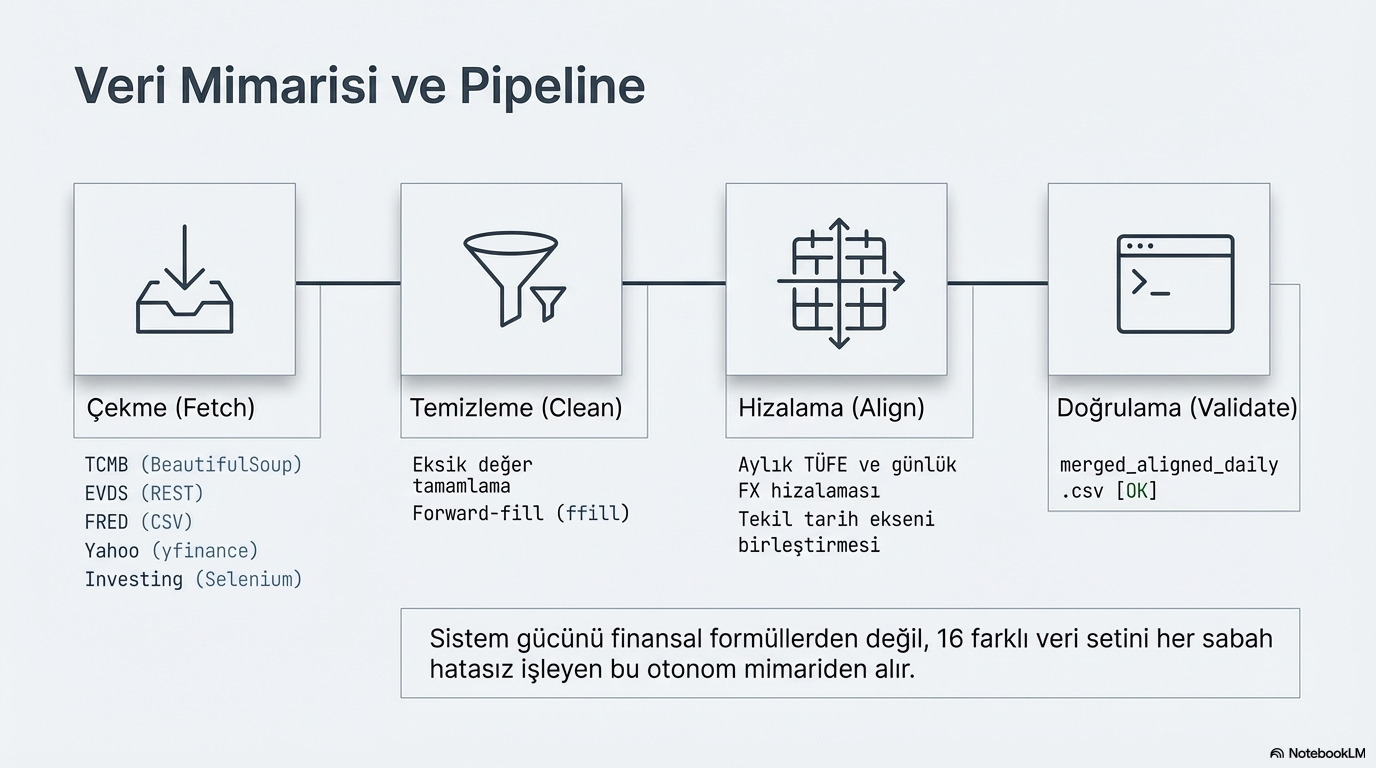 Veri Mimarisi ve Pipeline
Çekme (Fetch)
TCMB (BeautifulSoup)
EVDS (REST)
FRED (CSV)
Yahoo (yfinance)
Investing (Selenium)
Temizleme (Clean)
Eksik değer
tamamlama
Forward-fill (ffill)
Hizalama (Align)
Aylık TÜFE ve günlük
FX hizalaması
Tekil tarih ekseni
birleştirmesi
Doğrulama (Validate)
merged_aligned_daily
.csv [OK]
Sistem gücünü finansal formüllerden değil, 16 farklı veri setini her sabah
hatasız işleyen bu otonom mimariden alır.
NotebookLM